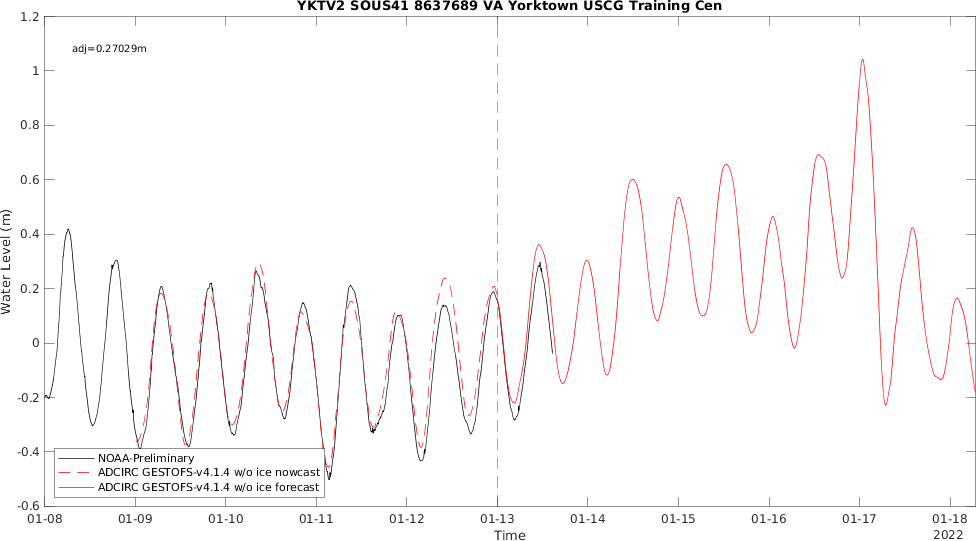 YKTV2 SOUS41 8637689 VA Yorktown USCG Training Cen
adj=0.27029m
1.2
1
0.8
0.6
0.4
0.2
0
-0.2
-0.4
-0.6
Water Level (m)
NOAA-Preliminary
ADCIRC GESTOFS-v4.1.4 w/o ice nowcast
ADCIRC GESTOFS-v4.1.4 w/o ice forecast
01-08 01-09 01-10 01-11 01-12 01-13 01-14 01-15 01-16 01-17 01-18
2022
Time